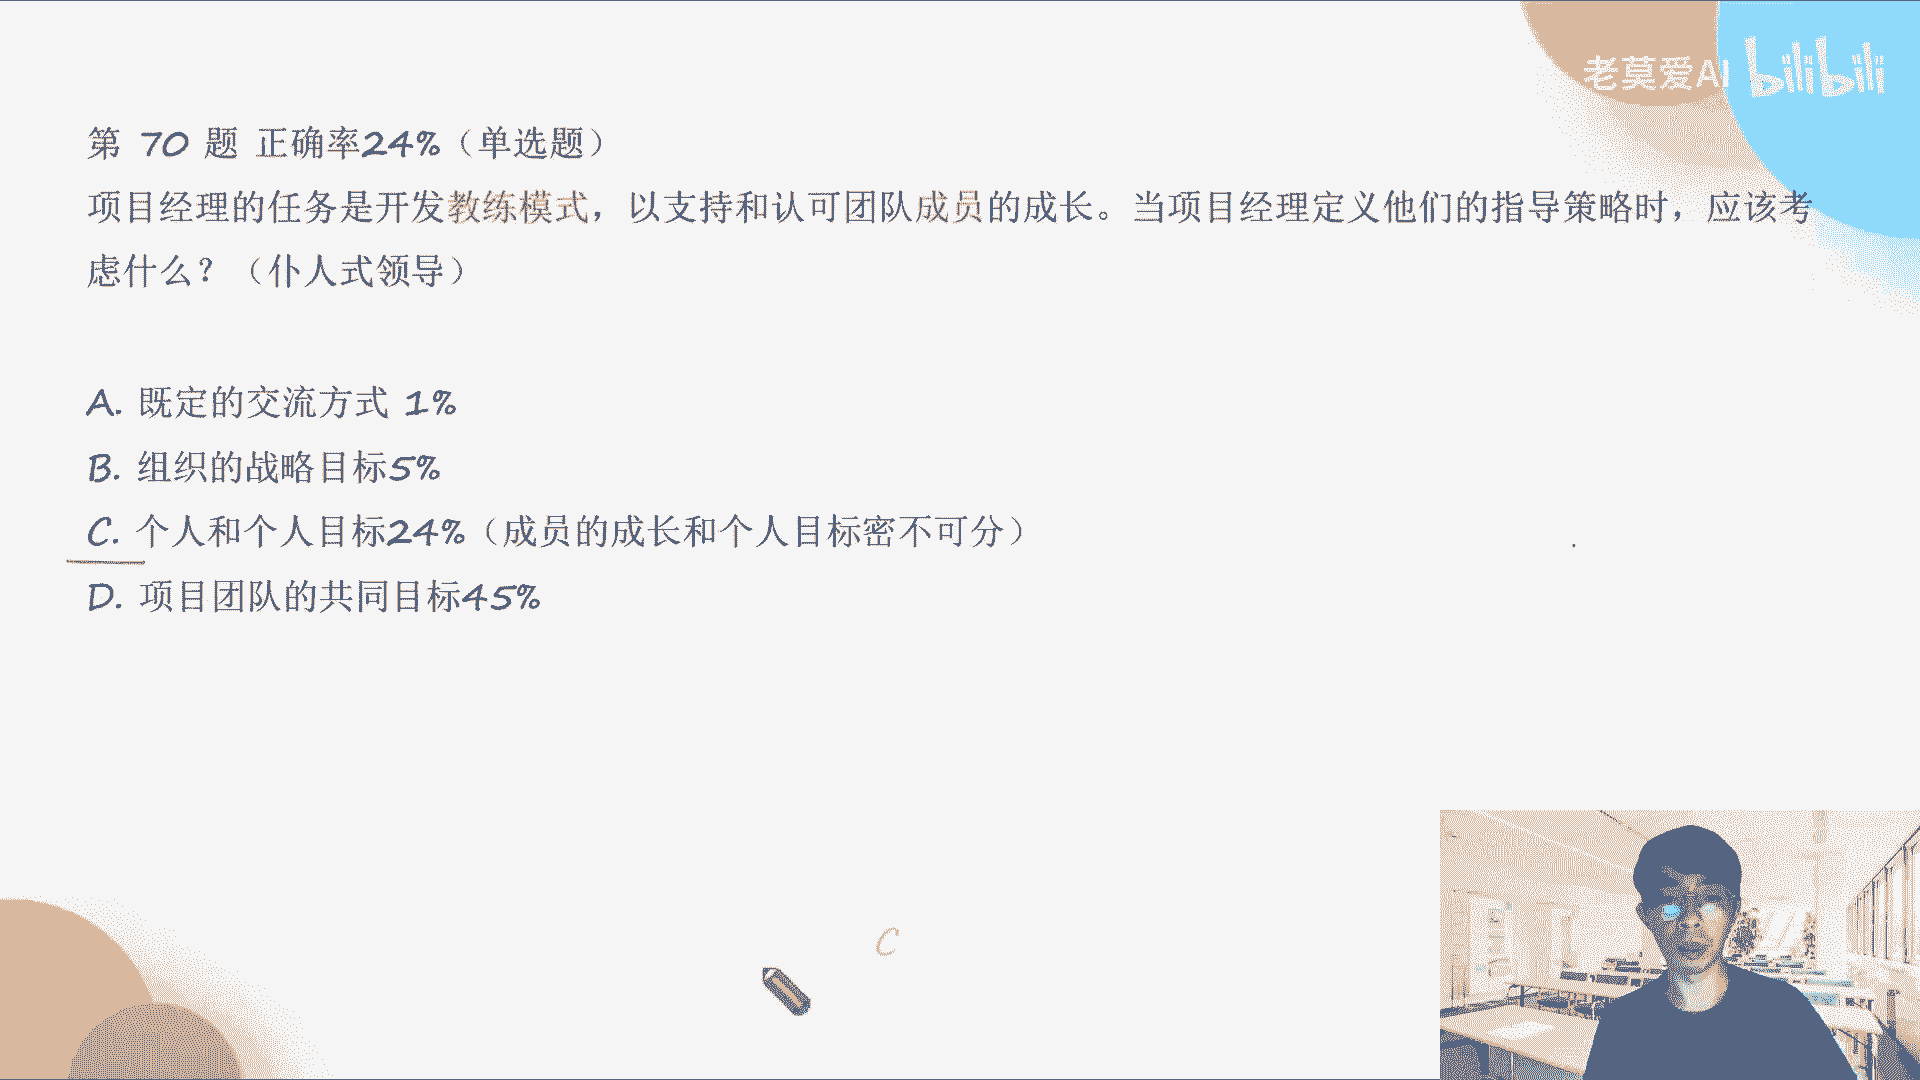 老莫爱AI bilibili
第 70 题 正确率24%（单选题）
项目经理的任务是开发教练模式，以支持和认可团队成员的成长。当项目经理定义他们的指导策略时，应该考
虑什么？（仆人式领导）
A. 既定的交流方式 1%
B. 组织的战略目标5%
C. 个人和个人目标24%（成员的成长和个人目标密不可分）
D. 项目团队的共同目标45%
C